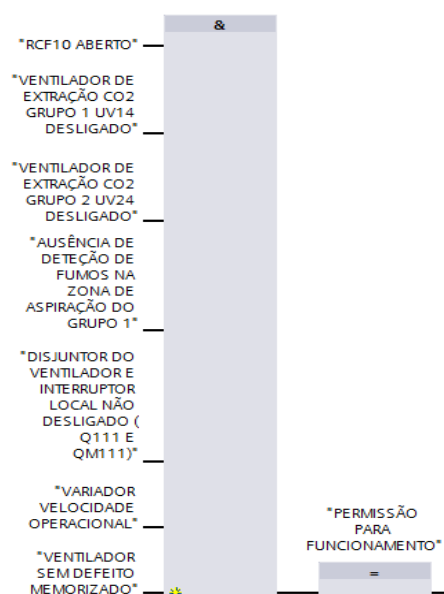 &
"RCF10 ABERTO"
"VENTILADOR DE
EXTRAÇÃO CO2
GRUPO 1 UV14
DESLIGADO"
"VENTILADOR DE
EXTRAÇÃO CO2
GRUPO 2 UV24
DESLIGADO"
"AUSÊNCIA DE
DETEÇÃO DE
FUMOS NA
ZONA DE
ASPIRAÇÃO DO
GRUPO 1"
"DISJUNTOR DO
VENTILADOR E
INTERRUPTOR
LOCAL NÃO
DESLIGADO (
Q111 E
QM111)"
"VARIADOR
VELOCIDADE
OPERACIONAL"
"VENTILADOR
SEM DEFEITO
MEMORIZADO"
"PERMISSÃO
PARA
FUNCIONAMENTO"
=